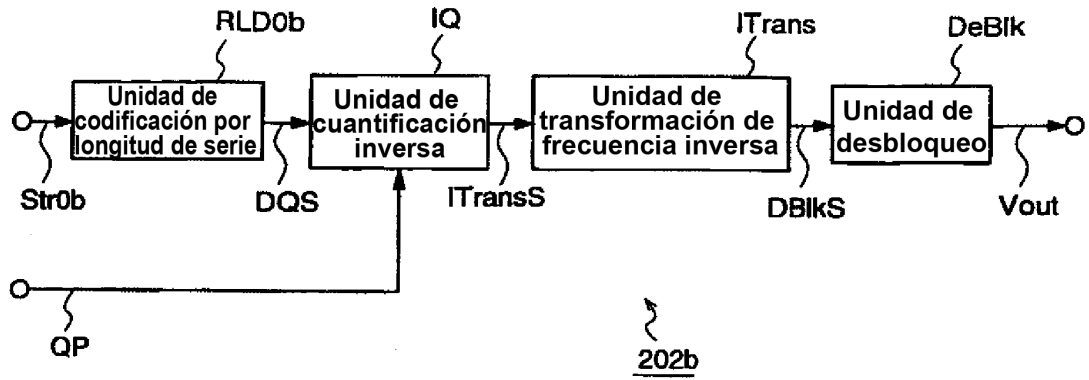 RLD0b
IQ
ITrans
DeBlk
Unidad de
codificación por
longitud de serie
Unidad de
cuantificación
inversa
Unidad de
transformación de
frecuencia inversa
Unidad de
desbloqueo
Str0b
DQS
ITransS
DBlkS
Vout
QP
202b